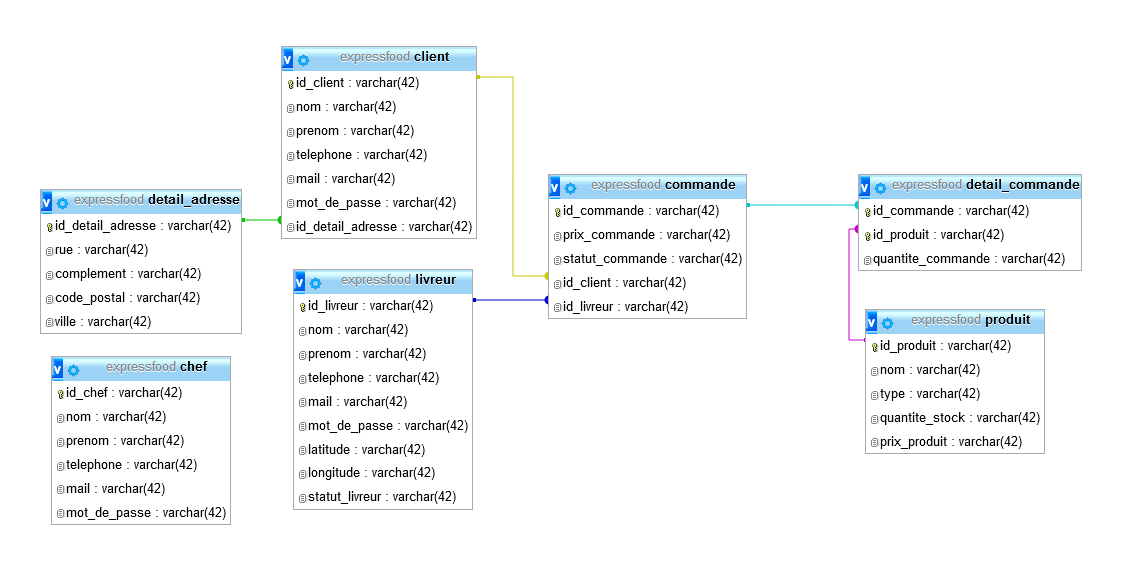 expressfood client
id_client : varchar(42)
nom : varchar(42)
prenom : varchar(42)
telephone : varchar(42)
mail : varchar(42)
mot_de_passe : varchar(42)
id_detail_adresse : varchar(42)
expressfood detail_adresse
id_detail_adresse : varchar(42)
rue : varchar(42)
complement : varchar(42)
code_postal : varchar(42)
ville : varchar(42)
expressfood chef
id_chef : varchar(42)
nom : varchar(42)
prenom : varchar(42)
telephone : varchar(42)
mail : varchar(42)
mot_de_passe : varchar(42)
expressfood livreur
id_livreur : varchar(42)
nom : varchar(42)
prenom : varchar(42)
telephone : varchar(42)
mail : varchar(42)
mot_de_passe : varchar(42)
latitude : varchar(42)
longitude : varchar(42)
statut_livreur : varchar(42)
expressfood commande
id_commande : varchar(42)
prix_commande : varchar(42)
statut_commande : varchar(42)
id_client : varchar(42)
id_livreur : varchar(42)
expressfood detail_commande
id_commande : varchar(42)
id_produit : varchar(42)
quantite_commande : varchar(42)
expressfood produit
id_produit : varchar(42)
nom : varchar(42)
type : varchar(42)
quantite_stock : varchar(42)
prix_produit : varchar(42)